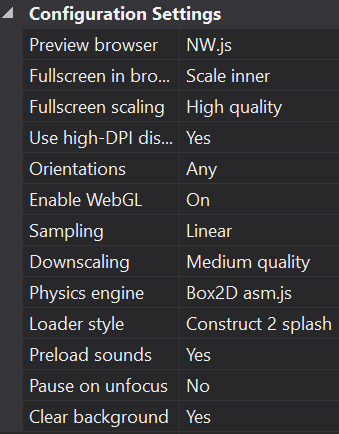 Configuration Settings
Preview browser NW.js
Fullscreen in bro... Scale inner
Fullscreen scaling High quality
Use high-DPI dis... Yes
Orientations Any
Enable WebGL On
Sampling Linear
Downscaling Medium quality
Physics engine Box2D asm.js
Loader style Construct 2 splash
Preload sounds Yes
Pause on unfocus No
Clear background Yes